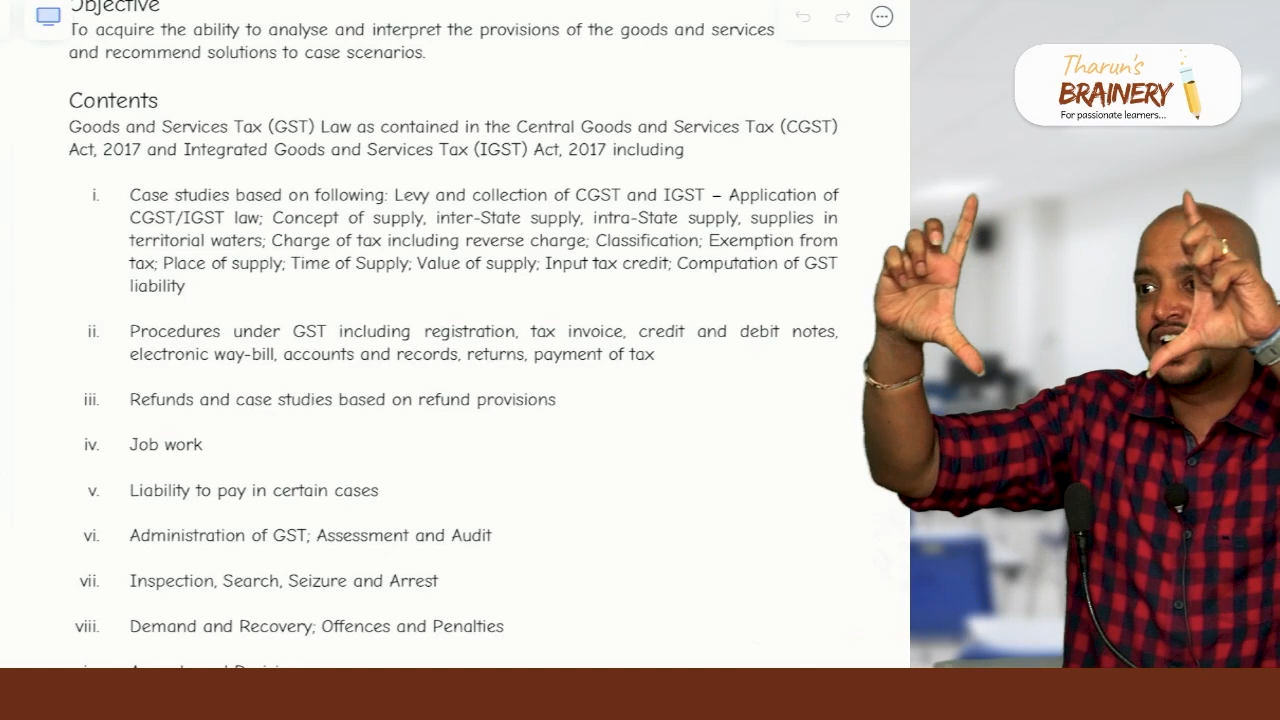 Objective
To acquire the ability to analyse and interpret the provisions of the goods and services
and recommend solutions to case scenarios.
Contents
Goods and Services Tax (GST) Law as contained in the Central Goods and Services Tax (CGST)
Act, 2017 and Integrated Goods and Services Tax (IGST) Act, 2017 including
i. Case studies based on following: Levy and collection of CGST and IGST – Application of
CGST/IGST law; Concept of supply, inter-State supply, intra-State supply, supplies in
territorial waters; Charge of tax including reverse charge; Classification; Exemption from
tax; Place of supply; Time of Supply; Value of supply; Input tax credit; Computation of GST
liability
ii. Procedures under GST including registration, tax invoice, credit and debit notes,
electronic way-bill, accounts and records, returns, payment of tax
iii. Refunds and case studies based on refund provisions
iv. Job work
v. Liability to pay in certain cases
vi. Administration of GST; Assessment and Audit
vii. Inspection, Search, Seizure and Arrest
viii. Demand and Recovery; Offences and Penalties
Tharun's
BRAINERY
For passionate learners...